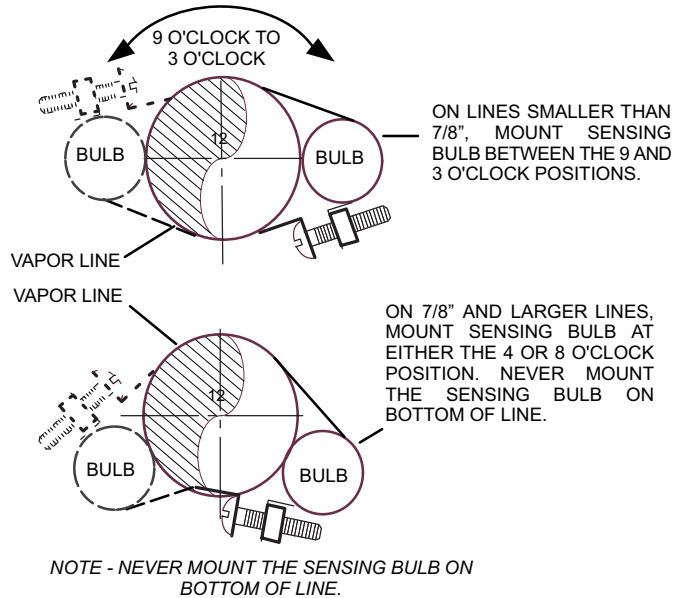 9 O'CLOCK TO
3 O'CLOCK
12
BULB
BULB
ON LINES SMALLER THAN
7/8”, MOUNT SENSING
BULB BETWEEN THE 9 AND
3 O'CLOCK POSITIONS.
VAPOR LINE
VAPOR LINE
ON 7/8” AND LARGER LINES,
MOUNT SENSING BULB AT
EITHER THE 4 OR 8 O'CLOCK
POSITION. NEVER MOUNT
THE SENSING BULB ON
BOTTOM OF LINE.
12
BULB
BULB
NOTE - NEVER MOUNT THE SENSING BULB ON
BOTTOM OF LINE.